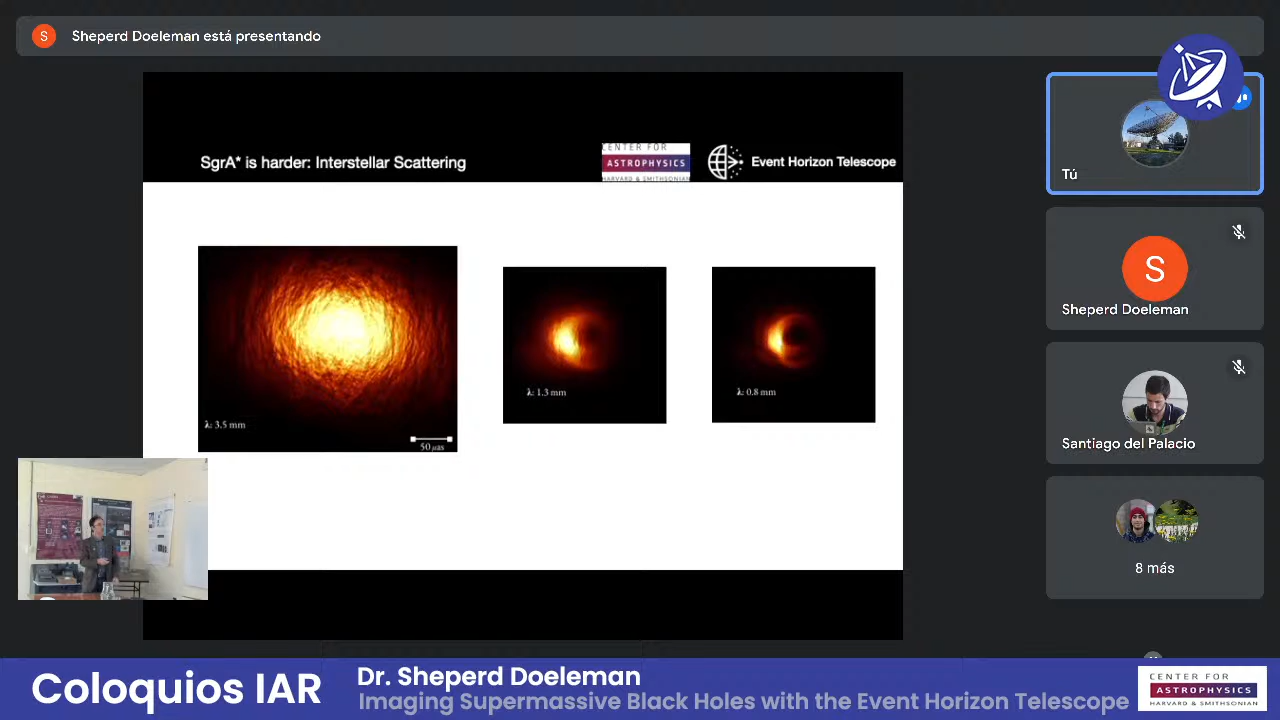 S
Sheperd Doeleman está presentando
SgrA* is harder: Interstellar Scattering
CENTER FOR
ASTROPHYSICS
HARVARD & SMITHSONIAN
Event Horizon Telescope
λ: 3.5 mm
50 μas
λ: 1.3 mm
λ: 0.8 mm
Tú
S
Sheperd Doeleman
Santiago del Palacio
8 más
Coloquios IAR
Dr. Sheperd Doeleman
Imaging Supermassive Black Holes with the Event Horizon Telescope
CENTER FOR
ASTROPHYSICS
HARVARD & SMITHSONIAN